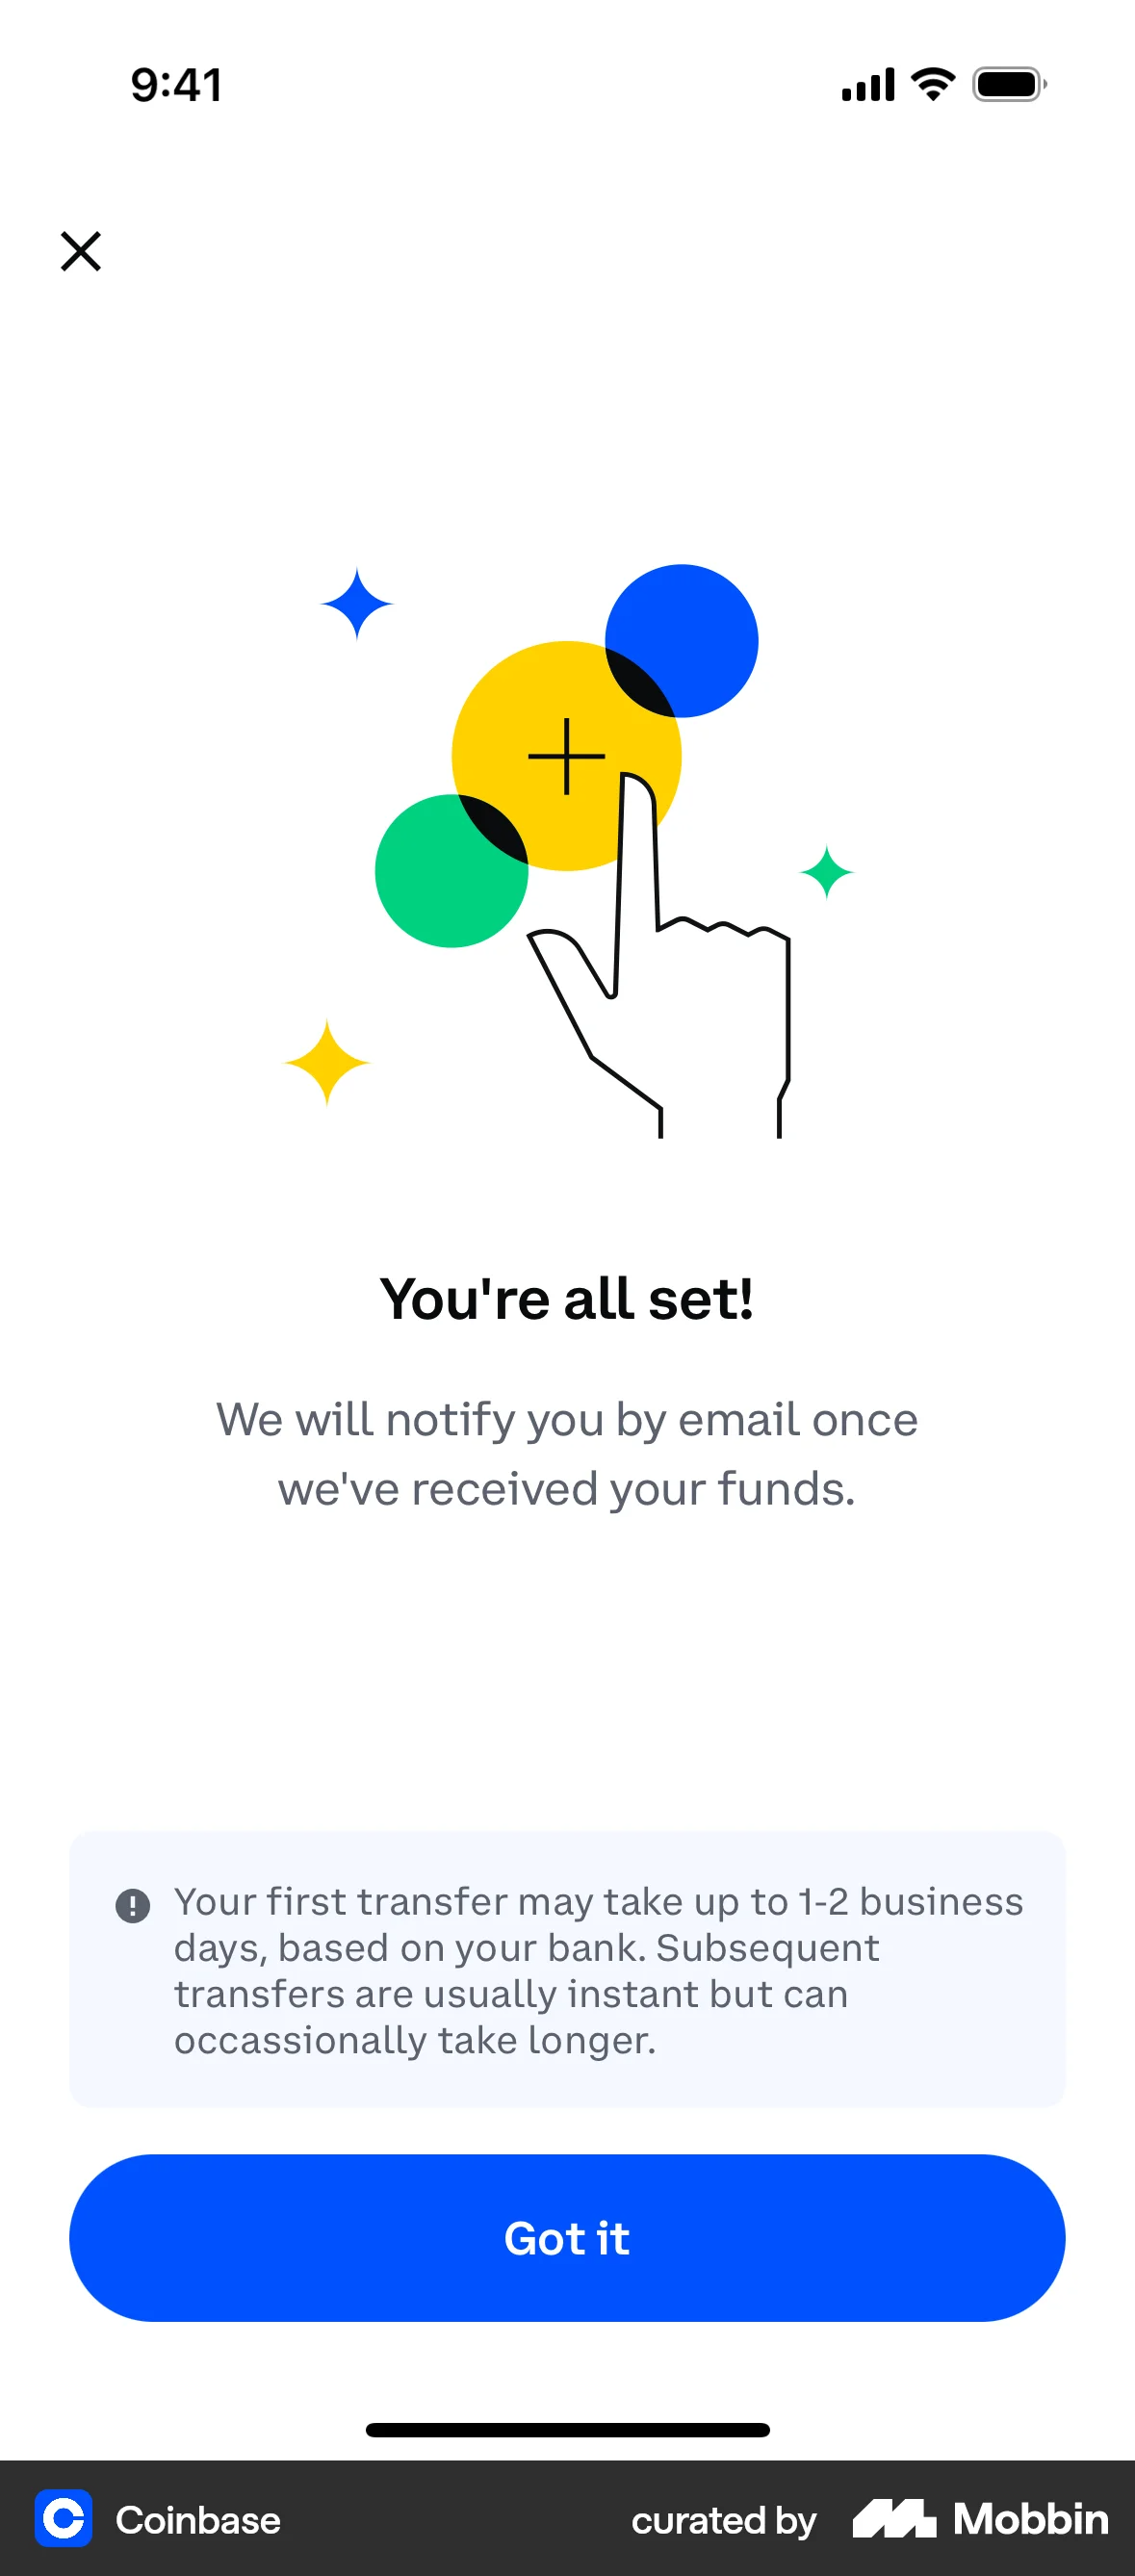 9:41
You're all set!
We will notify you by email once
we've received your funds.
Your first transfer may take up to 1-2 business
days, based on your bank. Subsequent
transfers are usually instant but can
occassionally take longer.
Got it
Coinbase
curated by Mobbin